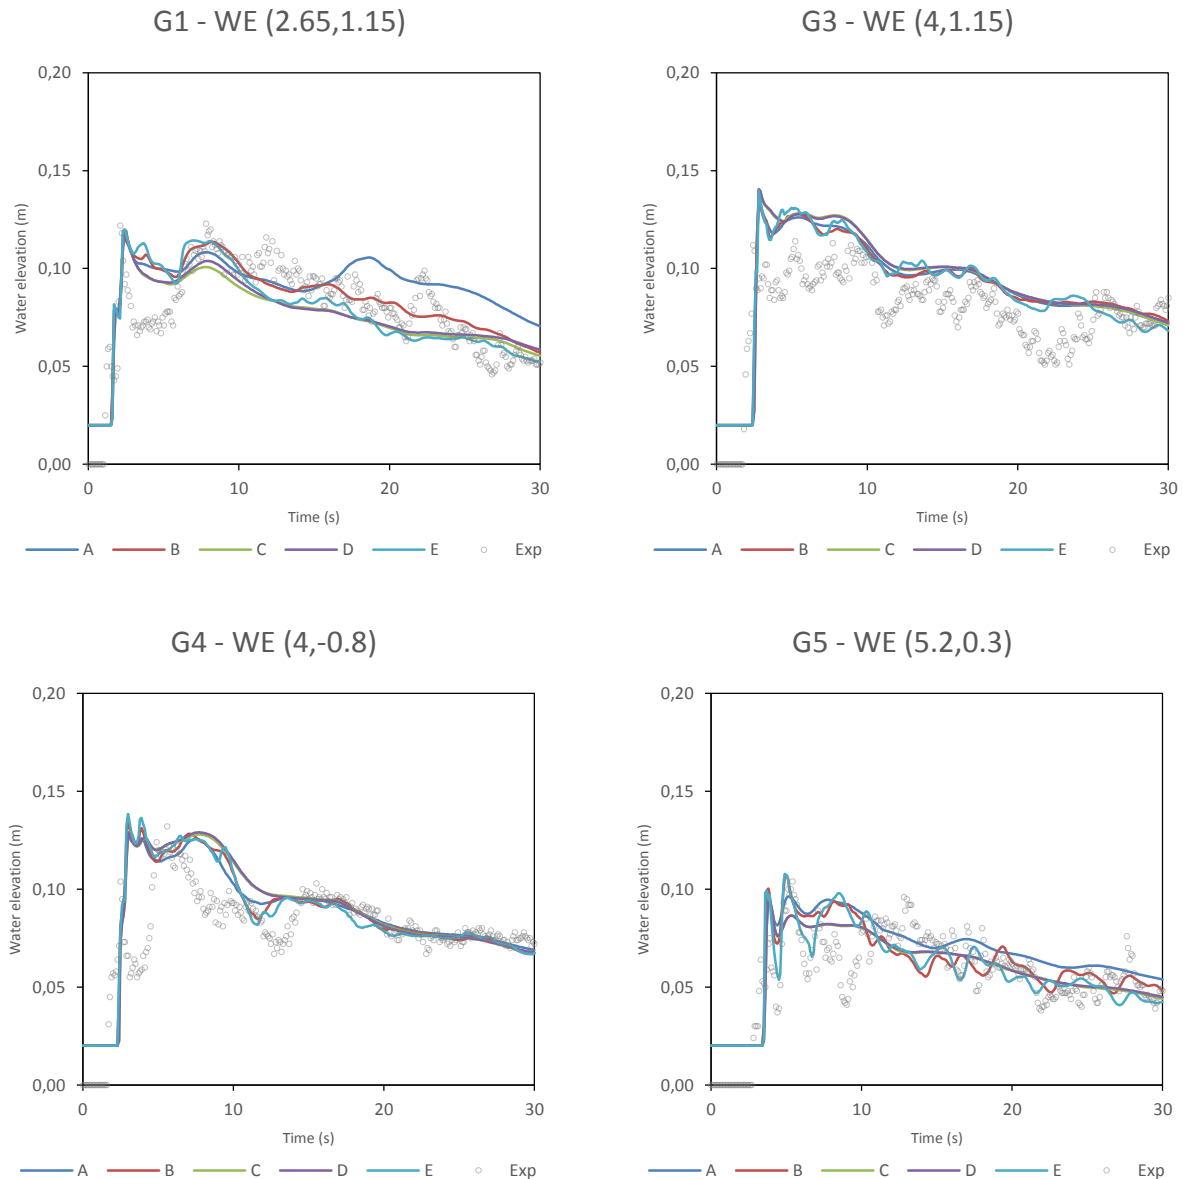 G1 - WE (2.65,1.15)
0,20
0,15
0,10
0,05
0,00
Water elevation (m)
0 10 20 30
Time (s)
A B C D E Exp
G3 - WE (4,1.15)
0,20
0,15
0,10
0,05
0,00
Water elevation (m)
0 10 20 30
Time (s)
A B C D E Exp
G4 - WE (4,-0.8)
0,20
0,15
0,10
0,05
0,00
Water elevation (m)
0 10 20 30
Time (s)
A B C D E Exp
G5 - WE (5.2,0.3)
0,20
0,15
0,10
0,05
0,00
Water elevation (m)
0 10 20 30
Time (s)
A B C D E Exp